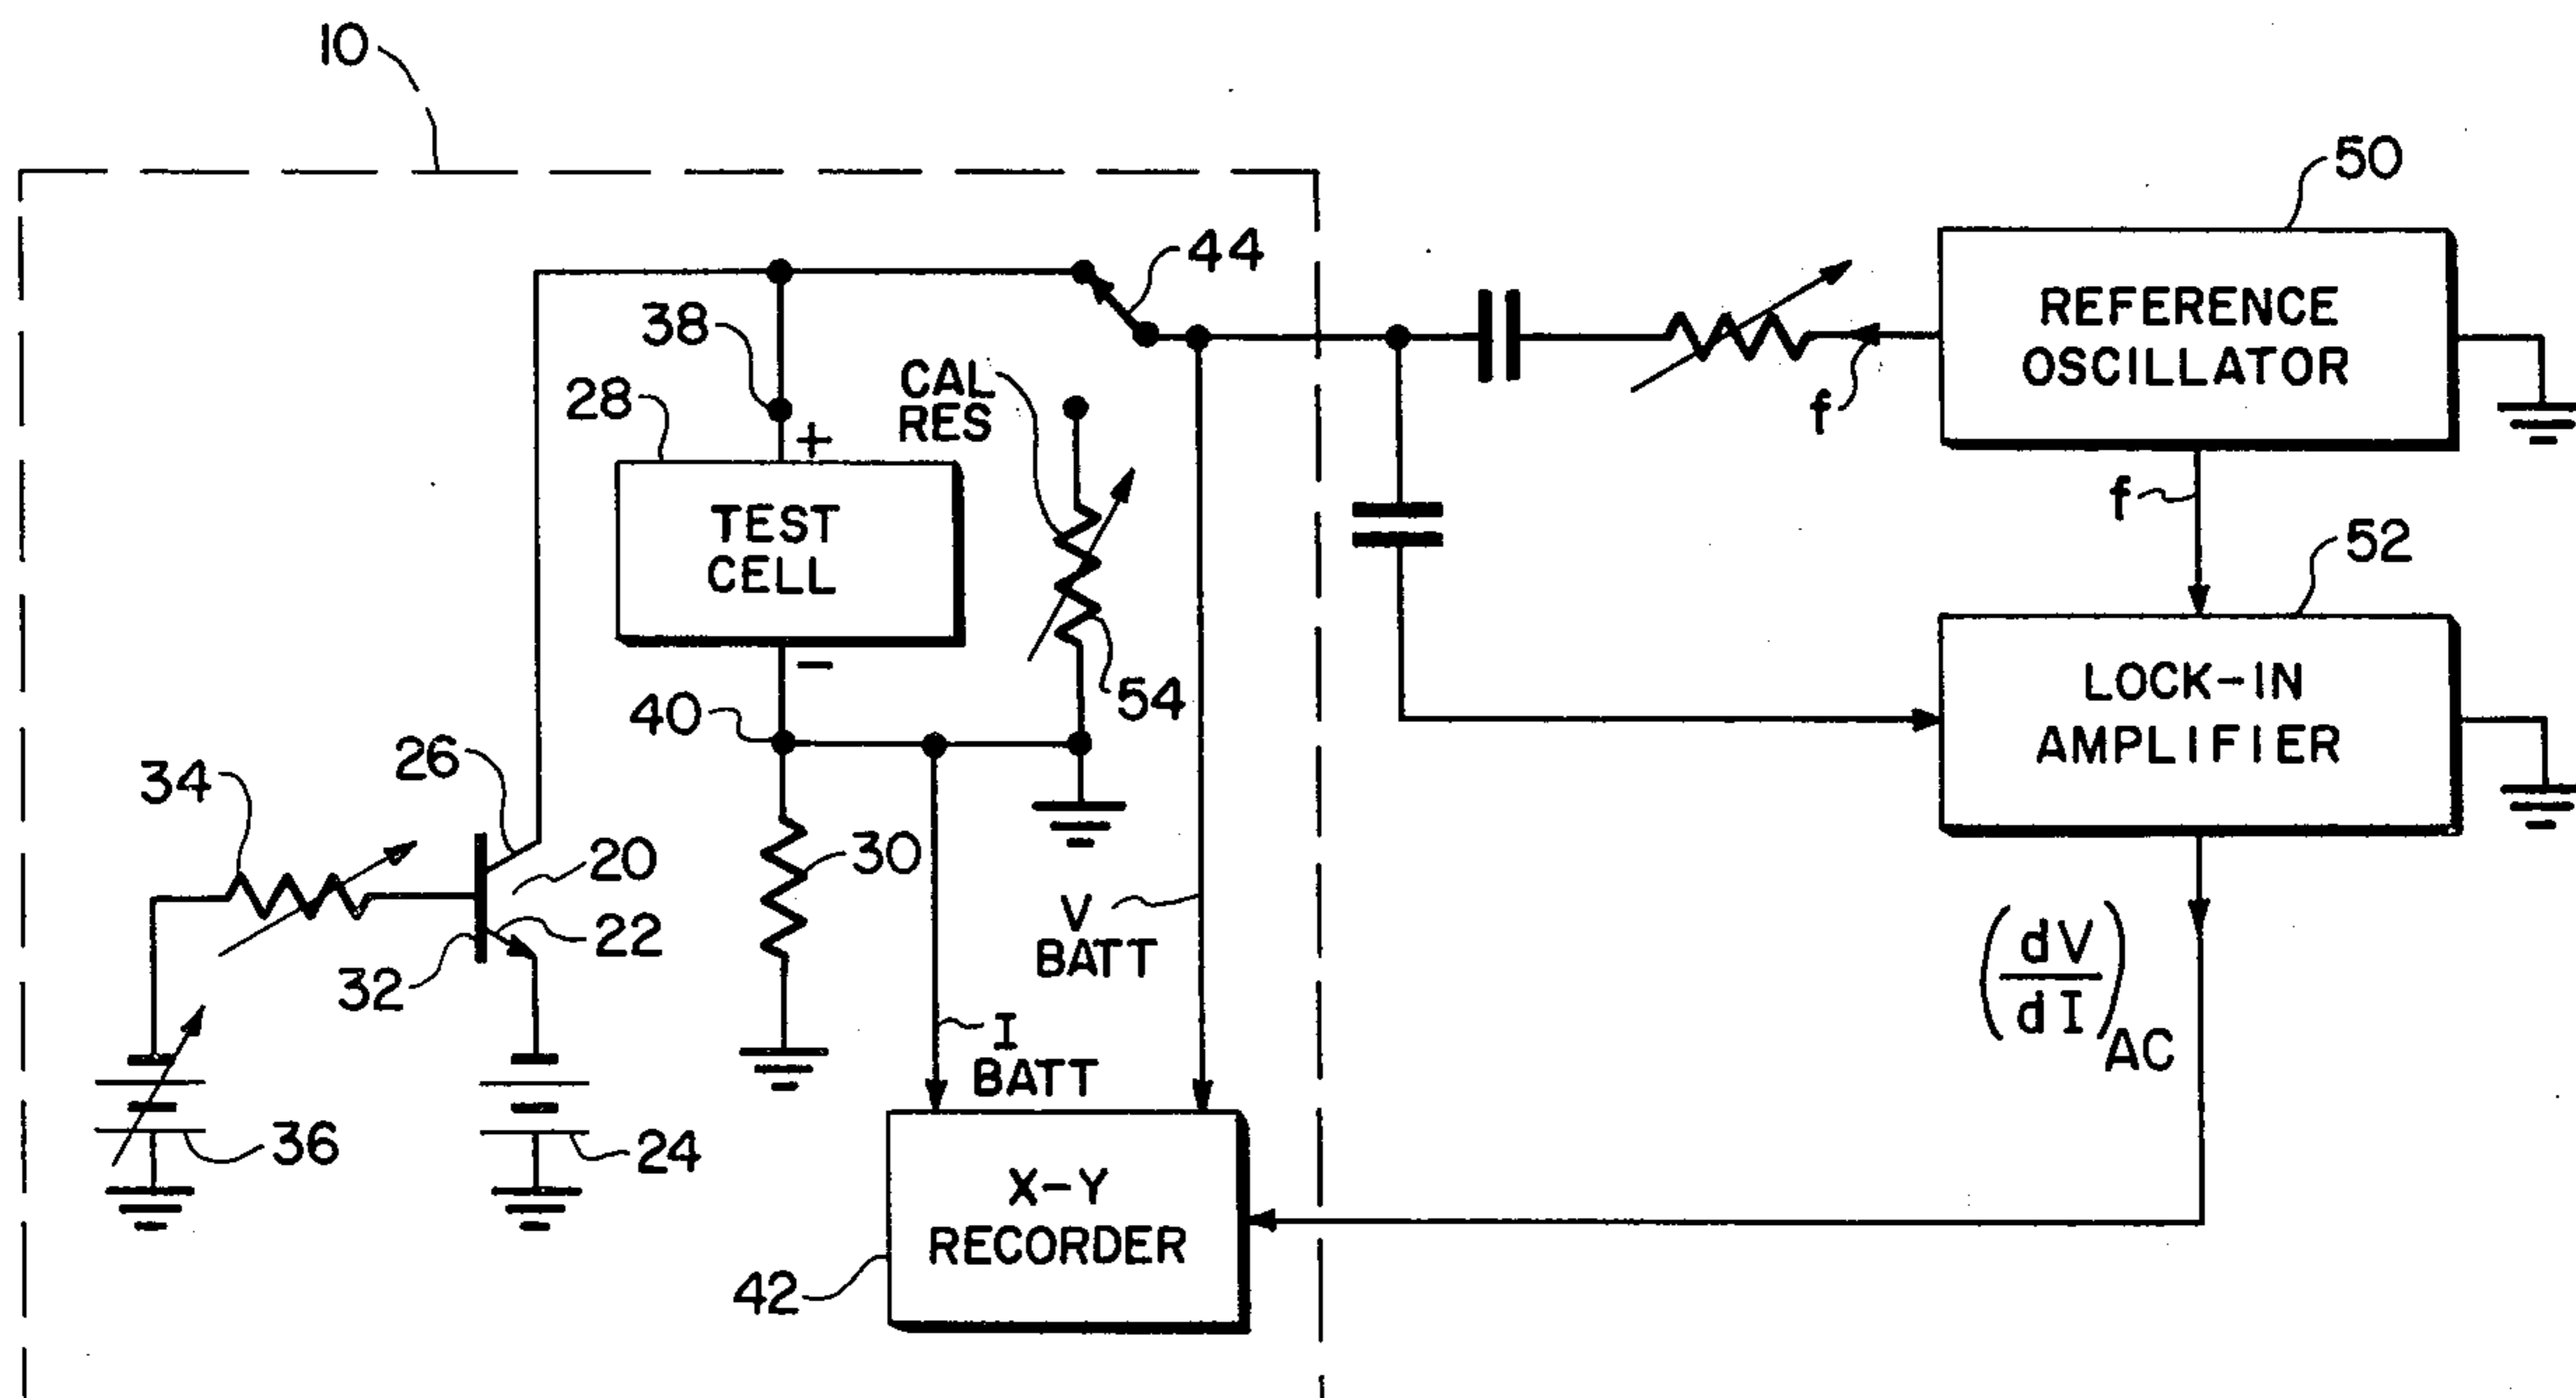 10
50
44
REFERENCE
OSCILLATOR
38
CAL
RES
28
+
f
f
TEST
CELL
52
-
54
LOCK-IN
AMPLIFIER
40
26
34
20
30
22
V
BATT
32
(dV/dI)AC
I
BATT
36
24
X-Y
RECORDER
42